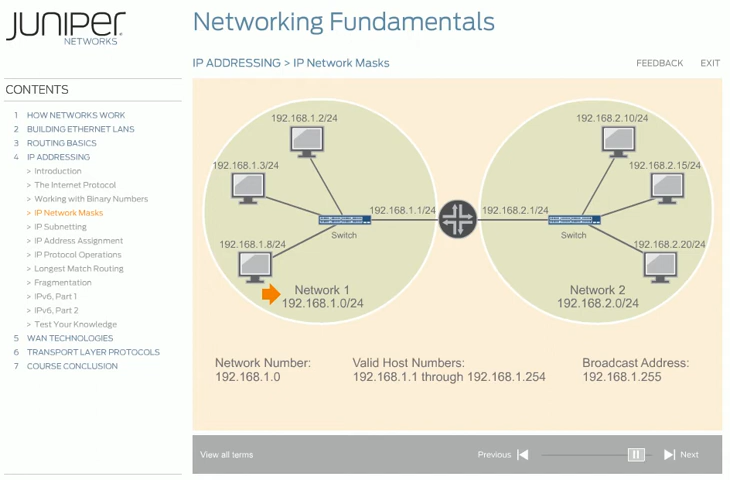 JUNIPER
NETWORKS
Networking Fundamentals
IP ADDRESSING > IP Network Masks
FEEDBACK
EXIT
CONTENTS
1 HOW NETWORKS WORK
2 BUILDING ETHERNET LANS
3 ROUTING BASICS
4 IP ADDRESSING
> Introduction
> The Internet Protocol
> Working with Binary Numbers
> IP Network Masks
> IP Subnetting
> IP Address Assignment
> IP Protocol Operations
> Longest Match Routing
> Fragmentation
> IPv6, Part 1
> IPv6, Part 2
> Test Your Knowledge
5 WAN TECHNOLOGIES
6 TRANSPORT LAYER PROTOCOLS
7 COURSE CONCLUSION
192.168.1.2/24
192.168.1.3/24
192.168.1.8/24
Switch
192.168.1.1/24
Network 1
192.168.1.0/24
192.168.2.10/24
192.168.2.15/24
192.168.2.1/24
Switch
192.168.2.20/24
Network 2
192.168.2.0/24
Network Number:
192.168.1.0
Valid Host Numbers:
192.168.1.1 through 192.168.1.254
Broadcast Address:
192.168.1.255
View all terms
Previous
Next